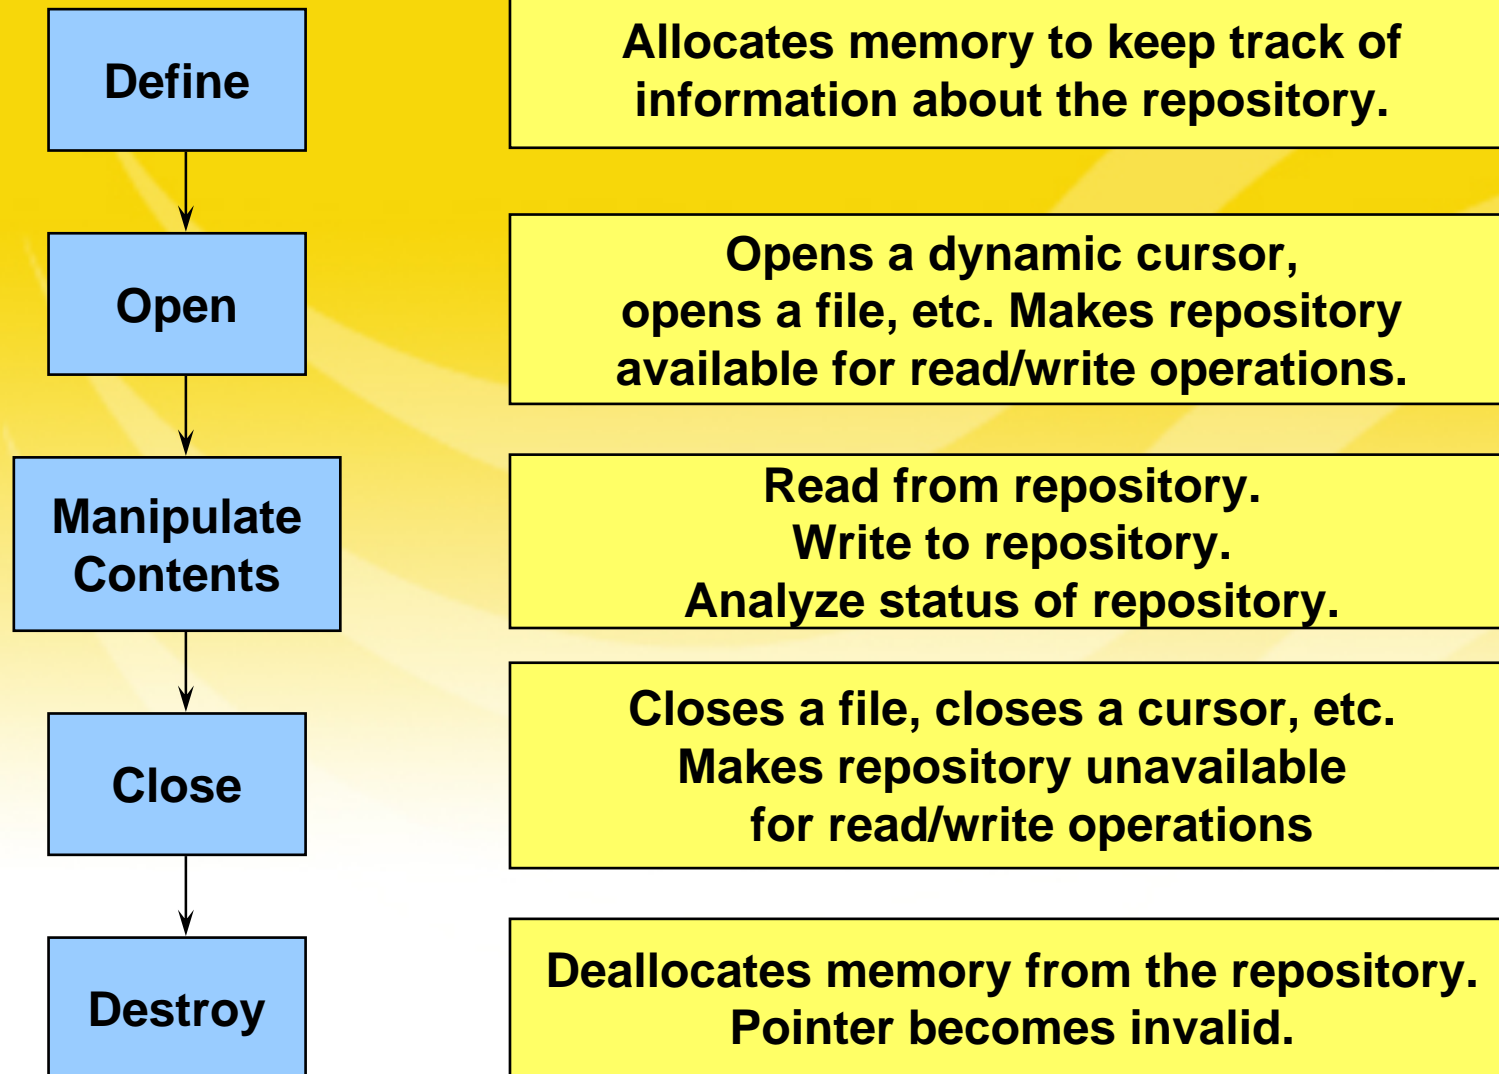 Define
Allocates memory to keep track of
information about the repository.
Open
Opens a dynamic cursor,
opens a file, etc. Makes repository
available for read/write operations.
Manipulate
Contents
Read from repository.
Write to repository.
Analyze status of repository.
Close
Closes a file, closes a cursor, etc.
Makes repository unavailable
for read/write operations
Destroy
Deallocates memory from the repository.
Pointer becomes invalid.